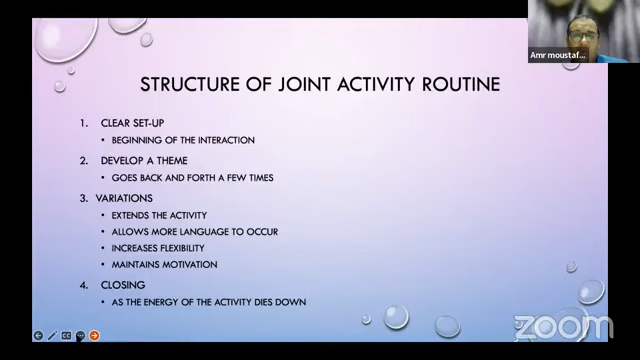 Amr moustaf...
STRUCTURE OF JOINT ACTIVITY ROUTINE
1. CLEAR SET-UP
• BEGINNING OF THE INTERACTION
2. DEVELOP A THEME
• GOES BACK AND FORTH A FEW TIMES
3. VARIATIONS
• EXTENDS THE ACTIVITY
• ALLOWS MORE LANGUAGE TO OCCUR
• INCREASES FLEXIBILITY
• MAINTAINS MOTIVATION
4. CLOSING
• AS THE ENERGY OF THE ACTIVITY DIES DOWN
CC
zoom